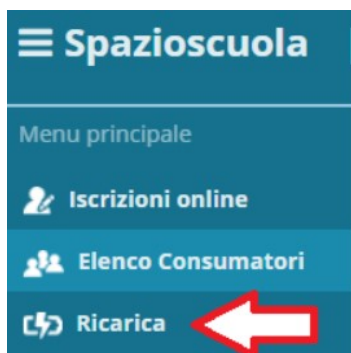 Spazioscuola
Menu principale
Iscrizioni online
Elenco Consumatori
Ricarica